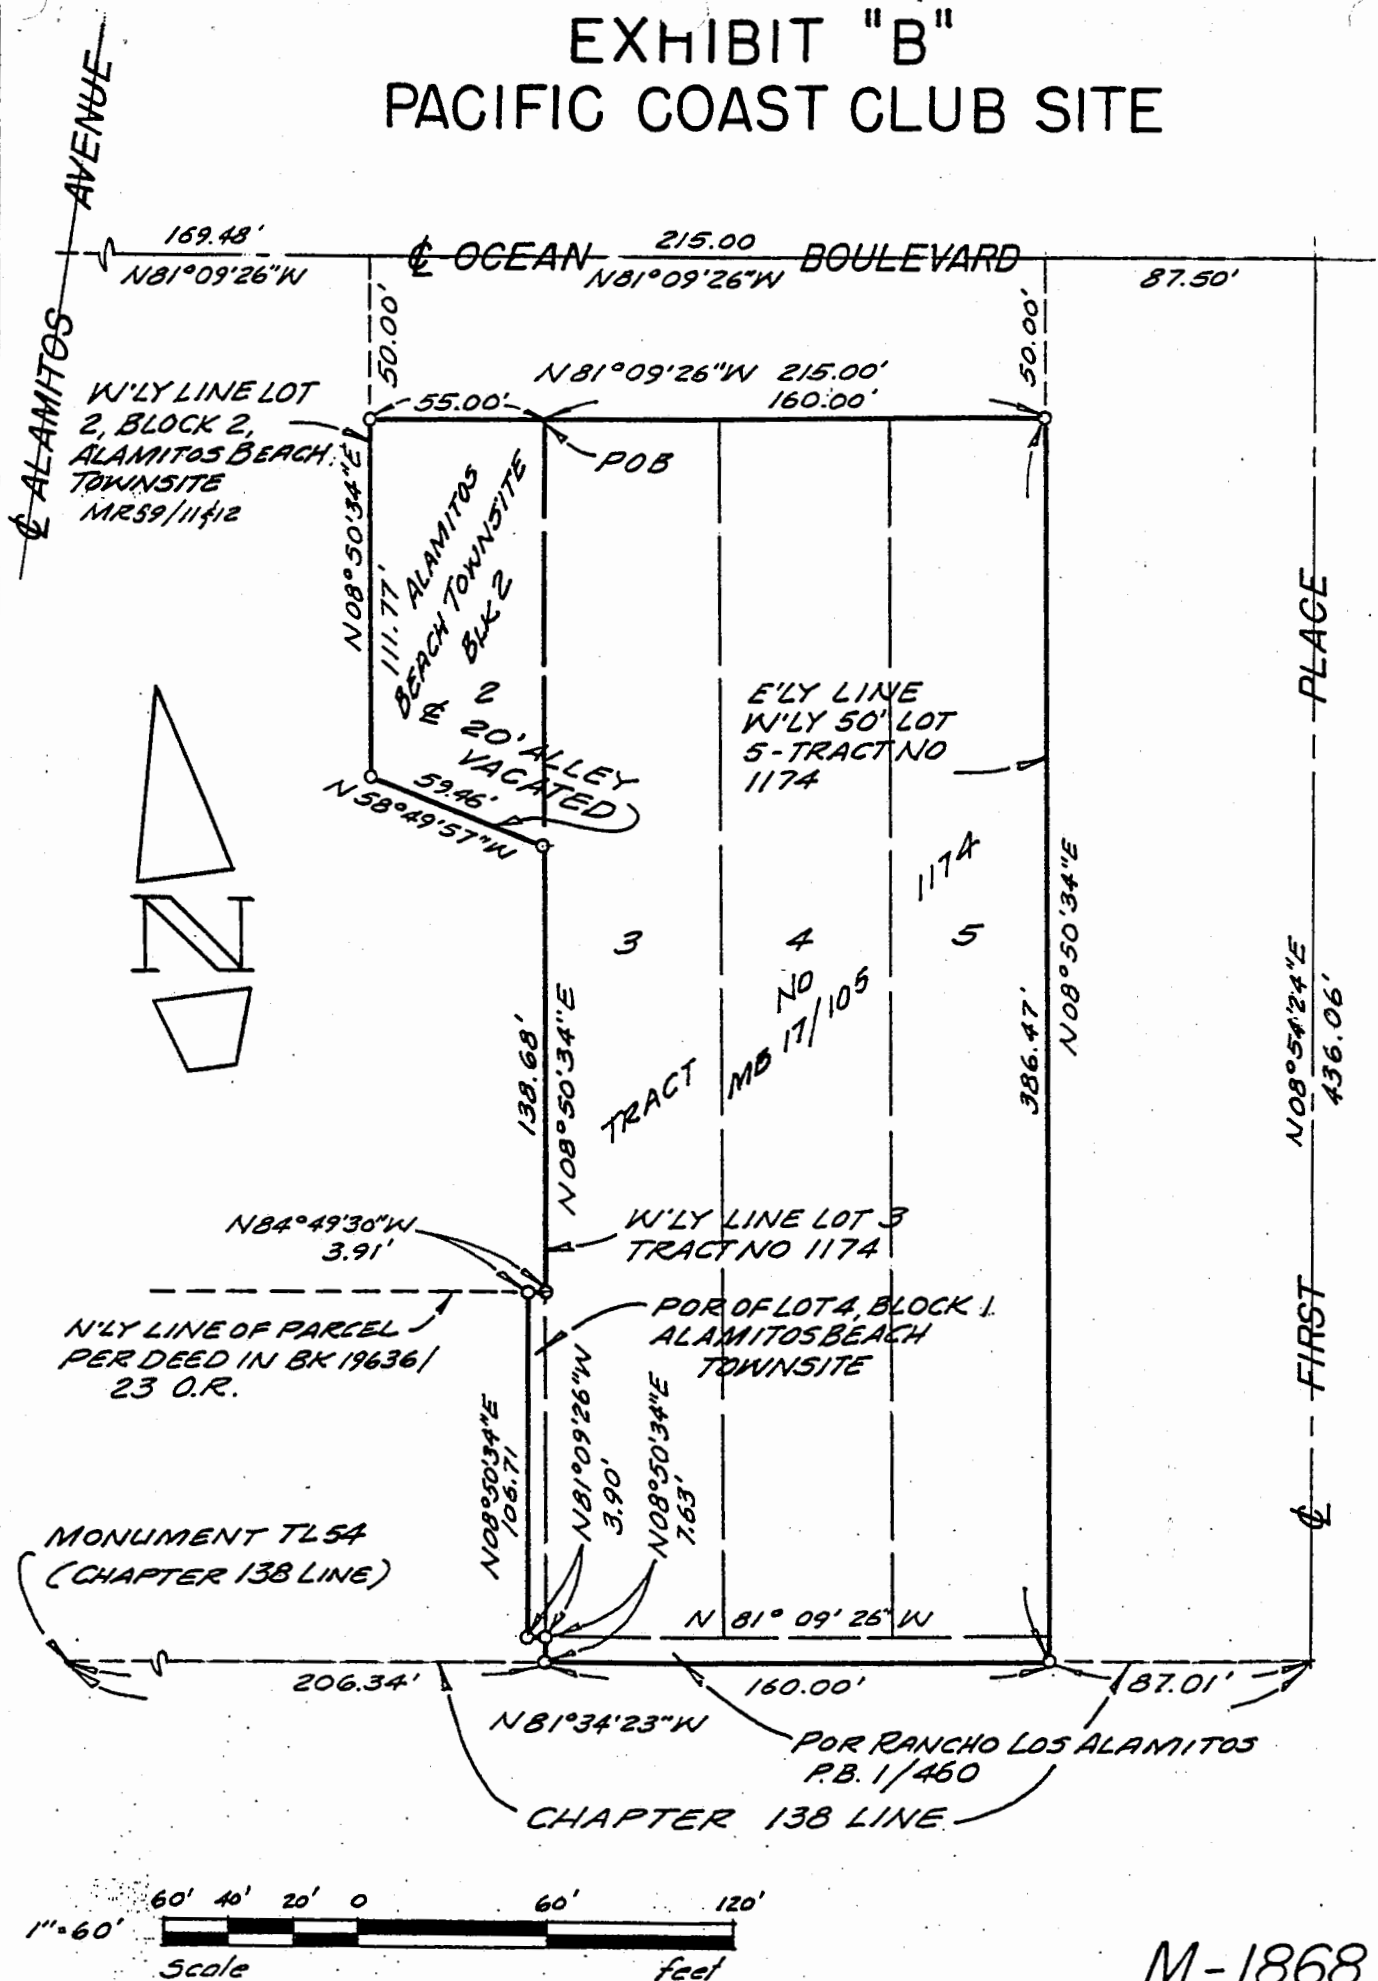 EXHIBIT "B"
PACIFIC COAST CLUB SITE
℄ ALAMITOS AVENUE
169.48'
N81°09'26"W
℄ OCEAN BOULEVARD
215.00
N81°09'26"W
87.50'
50.00'
50.00'
N81°09'26"W 215.00'
55.00'
160.00'
W'LY LINE LOT
2, BLOCK 2,
ALAMITOS BEACH
TOWNSITE
MR59/11&12
POB
N08°50'34"E
111.77'
ALAMITOS
BEACH TOWNSITE
BLK 2
2
℄ 20' ALLEY
VACATED
59.46'
N58°49'57"W
E'LY LINE
W'LY 50' LOT
5-TRACT NO
1174
N
3
4
5
TRACT NO 1174
MB 17/105
138.68'
N08°50'34"E
386.47'
N08°50'34"E
℄ FIRST PLACE
N08°54'24"E
436.06'
N84°49'30"W
3.91'
W'LY LINE LOT 3
TRACT NO 1174
N'LY LINE OF PARCEL
PER DEED IN BK 19636/
23 O.R.
POR OF LOT 4, BLOCK 1
ALAMITOS BEACH
TOWNSITE
N08°50'34"E
106.71
N81°09'26"W
3.90'
N08°50'34"E
7.63'
MONUMENT TL54
(CHAPTER 138 LINE)
N 81° 09' 26" W
206.34'
160.00'
87.01'
N81°34'23"W
POR RANCHO LOS ALAMITOS
P.B. 1/460
CHAPTER 138 LINE
60' 40' 20' 0 60' 120'
1"=60'
Scale feet
M-1868